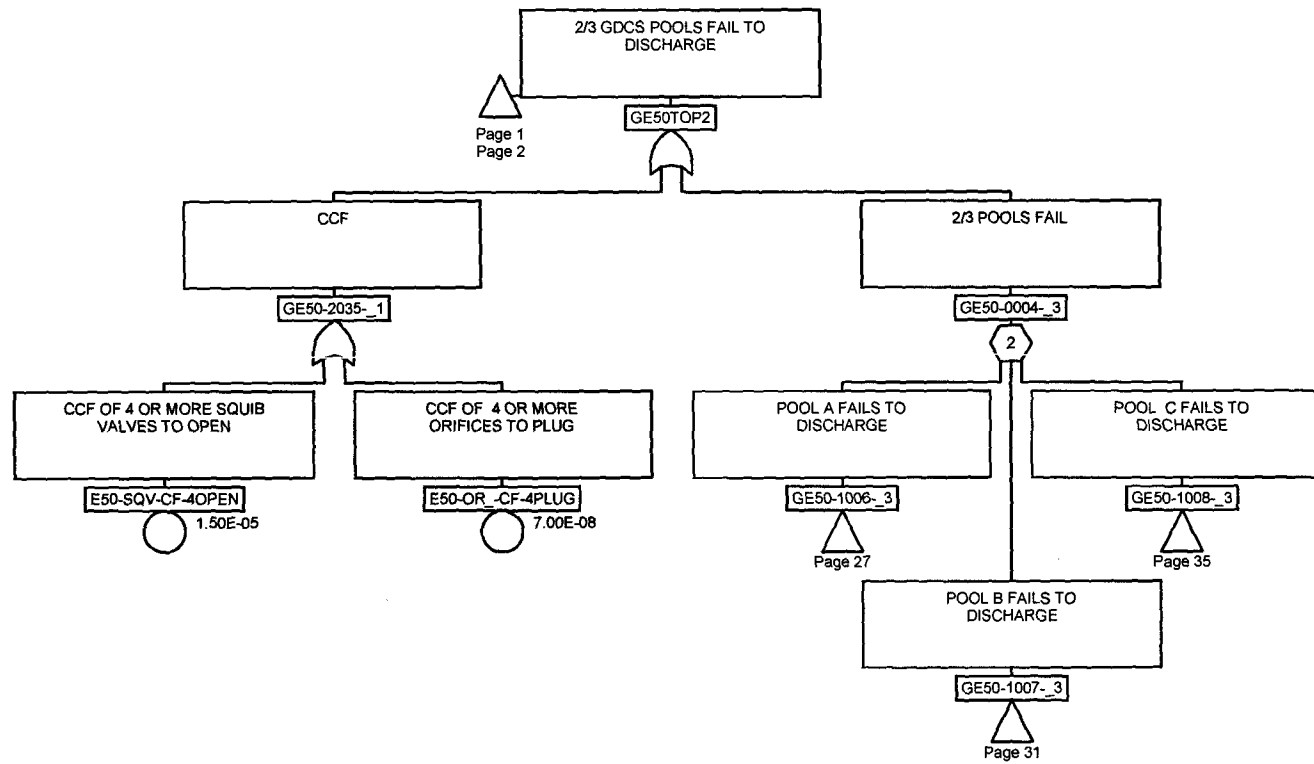 2/3 GDCS POOLS FAIL TO
DISCHARGE
Page 1
Page 2
GE50TOP2
CCF
GE50-2035-_1
2/3 POOLS FAIL
GE50-0004-_3
2
CCF OF 4 OR MORE SQUIB
VALVES TO OPEN
E50-SQV-CF-4OPEN
1.50E-05
CCF OF 4 OR MORE
ORIFICES TO PLUG
E50-OR_-CF-4PLUG
7.00E-08
POOL A FAILS TO
DISCHARGE
GE50-1006-_3
Page 27
POOL C FAILS TO
DISCHARGE
GE50-1008-_3
Page 35
POOL B FAILS TO
DISCHARGE
GE50-1007-_3
Page 31